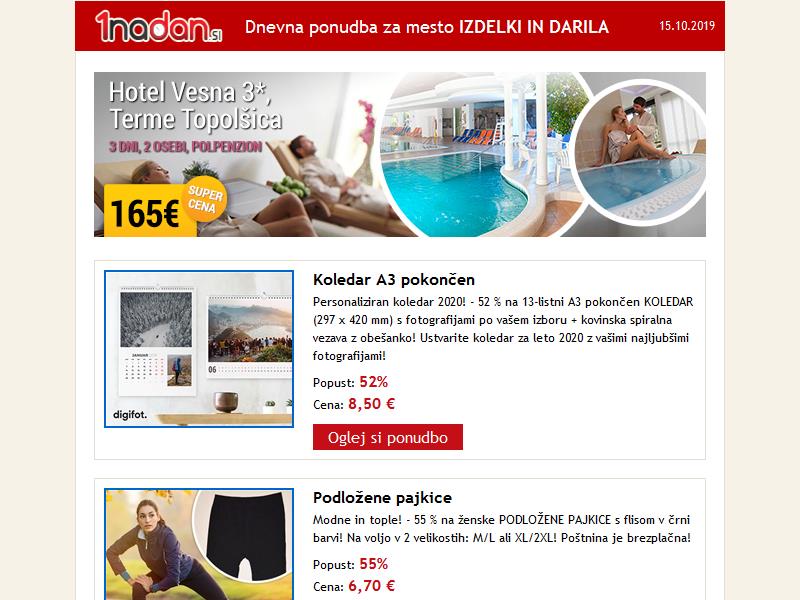 1nadan.si
Dnevna ponudba za mesto IZDELKI IN DARILA
15.10.2019
Hotel Vesna 3*,
Terme Topolšica
3 DNI, 2 OSEBI, POLPENZION
165€
SUPER
CENA
Koledar A3 pokončen
Personaliziran koledar 2020! - 52 % na 13-listni A3 pokončen KOLEDAR
(297 x 420 mm) s fotografijami po vašem izboru + kovinska spiralna
vezava z obešanko! Ustvarite koledar za leto 2020 z vašimi najljubšimi
fotografijami!
Popust: 52%
Cena: 8,50 €
Oglej si ponudbo
JANUAR
06
digifot.
Podložene pajkice
Modne in tople! - 55 % na ženske PODLOŽENE PAJKICE s flisom v črni
barvi! Na voljo v 2 velikostih: M/L ali XL/2XL! Poštnina je brezplačna!
Popust: 55%
Cena: 6,70 €